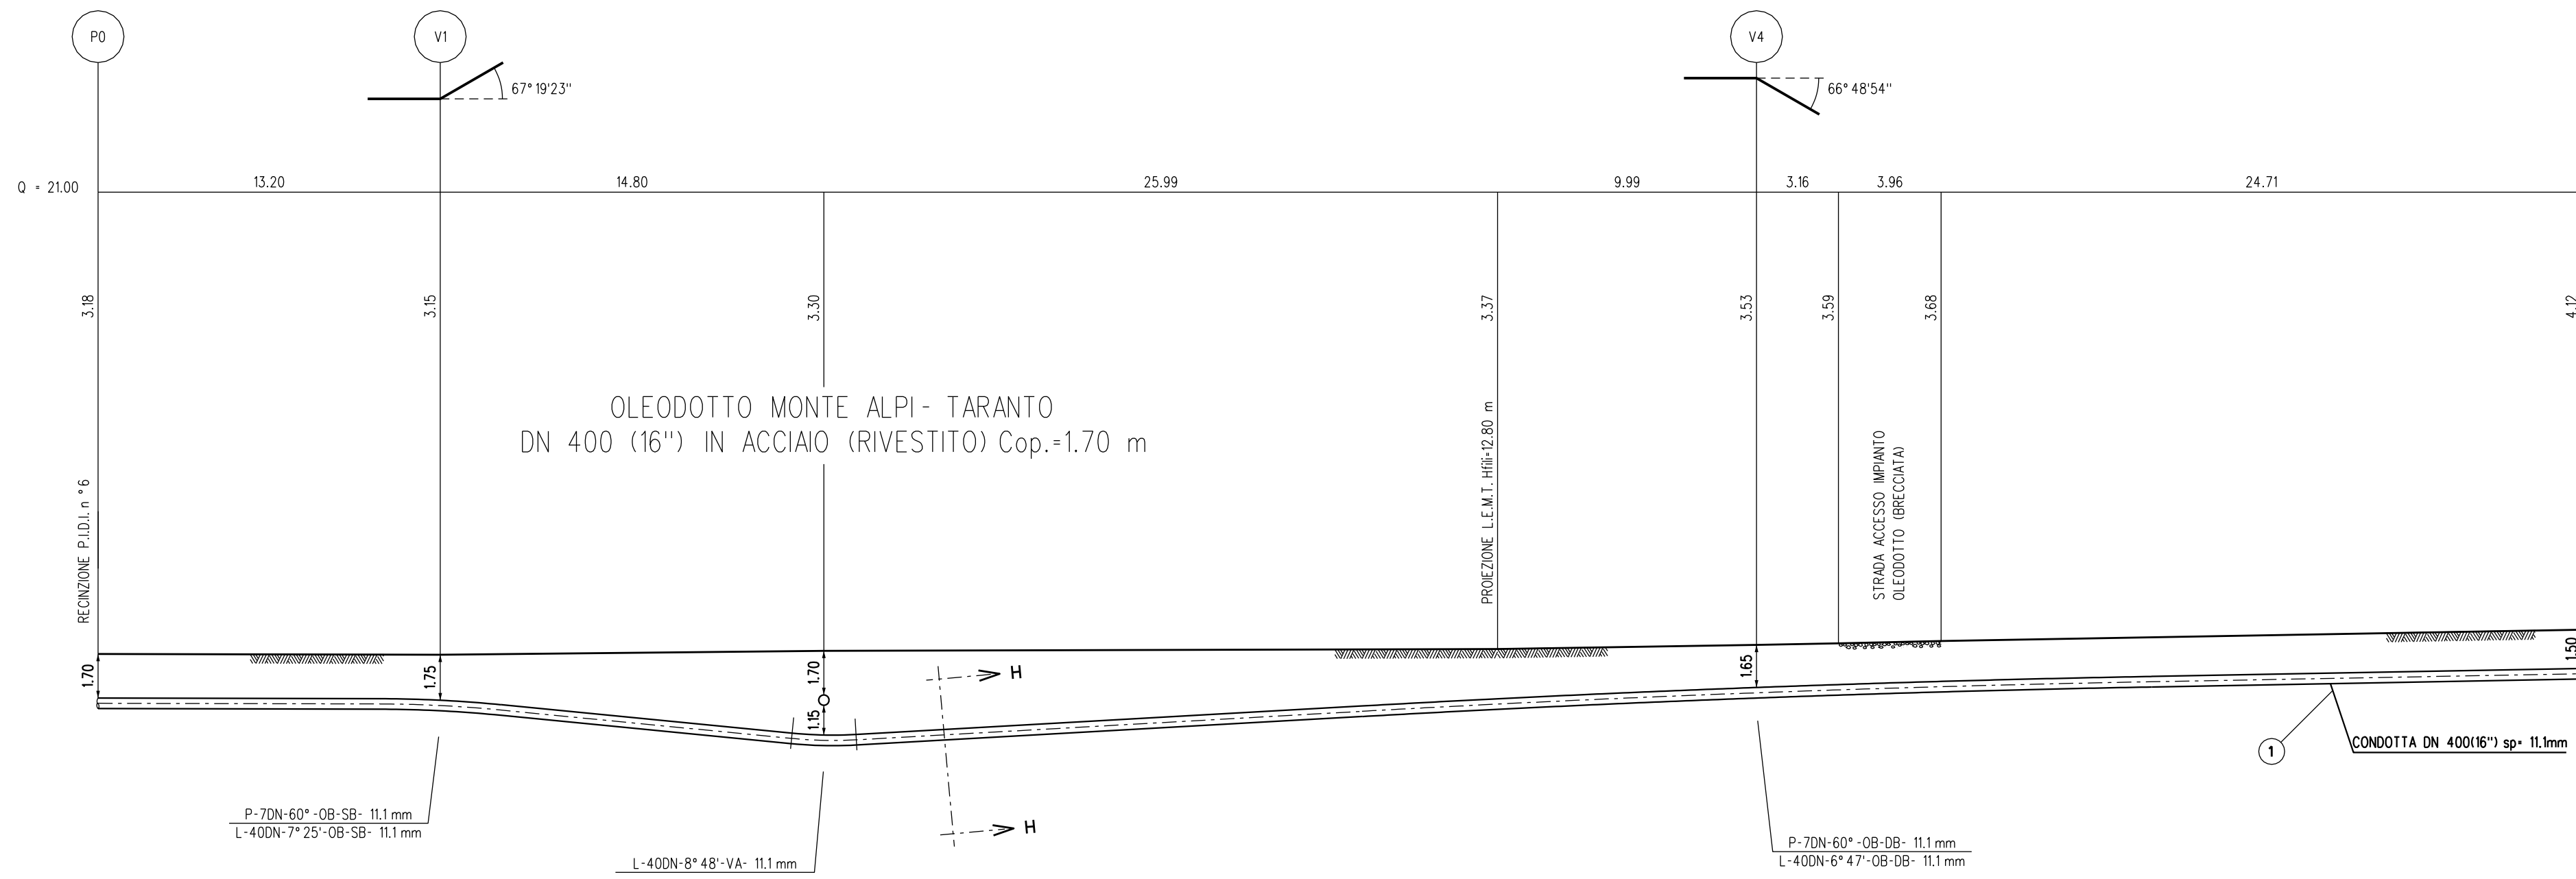 P0
V1
V4
67° 19'23"
66° 48'54"
Q = 21.00
13.20
14.80
25.99
9.99
3.16
3.96
24.71
3.18
3.15
3.30
3.37
3.53
3.59
3.68
4.12
OLEODOTTO MONTE ALPI- TARANTO
DN 400 (16") IN ACCIAIO (RIVESTITO) Cop.=1.70 m
RECINZIONE P.I.D.I. n °6
PROIEZIONE L.E.M.T. Hfili=12.80 m
STRADA ACCESSO IMPIANTO
OLEODOTTO (BRECCIATA)
1.70
1.75
1.70
1.15
1.65
1.50
H
H
1
CONDOTTA DN 400(16") sp= 11.1mm
P-7DN-60° -OB-SB- 11.1 mm
L-40DN-7° 25'-OB-SB- 11.1 mm
L-40DN-8° 48'-VA- 11.1 mm
P-7DN-60° -OB-DB- 11.1 mm
L-40DN-6° 47'-OB-DB- 11.1 mm